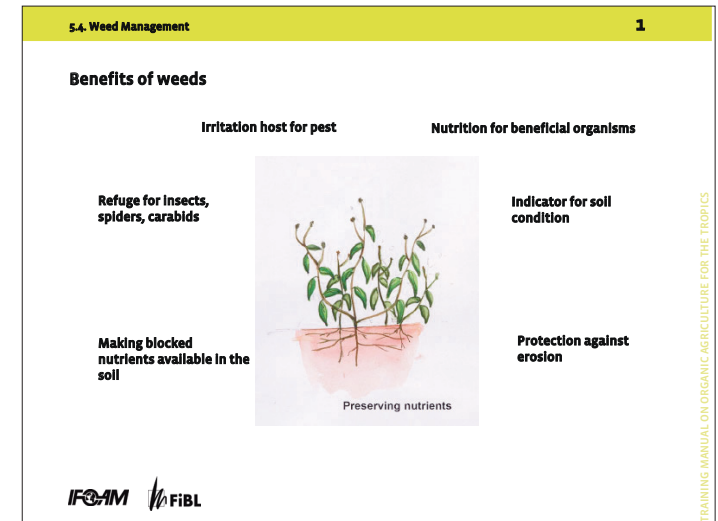 5.4. Weed Management
1
Benefits of weeds
Irritation host for pest
Nutrition for beneficial organisms
Refuge for insects,
spiders, carabids
Indicator for soil
condition
Making blocked
nutrients available in the
soil
Protection against
erosion
Preserving nutrients
IFOAM
FiBL
TRAINING MANUAL ON ORGANIC AGRICULTURE FOR THE TROPICS